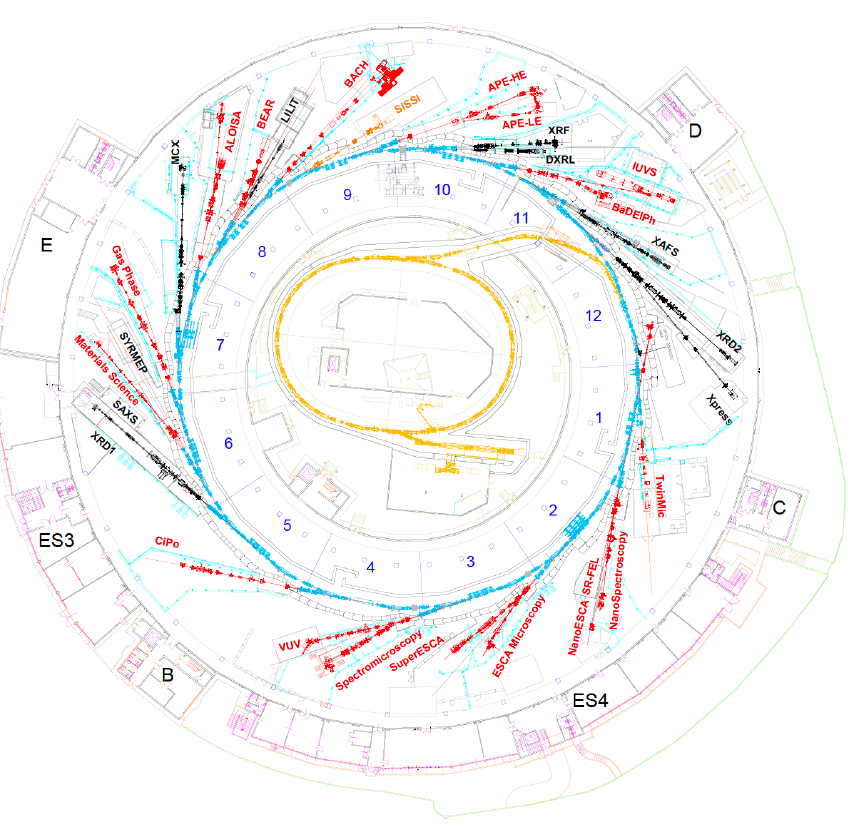 BACH
SISSI
APE-HE
APE-LE
XRF
DXRL
D
IUVS
BaDElPh
XAFS
XRD2
Xpress
MCX
ALOISA
BEAR
LILIT
E
Gas Phase
SYRMEP
Materials Science
SAXS
XRD1
9
10
11
8
12
7
1
6
2
5
3
4
TwinMic
C
NanoESCA SR-FEL
NanoSpectroscopy
ES3
CiPo
VUV
Spectromicroscopy
SuperESCA
ESCA Microscopy
B
ES4